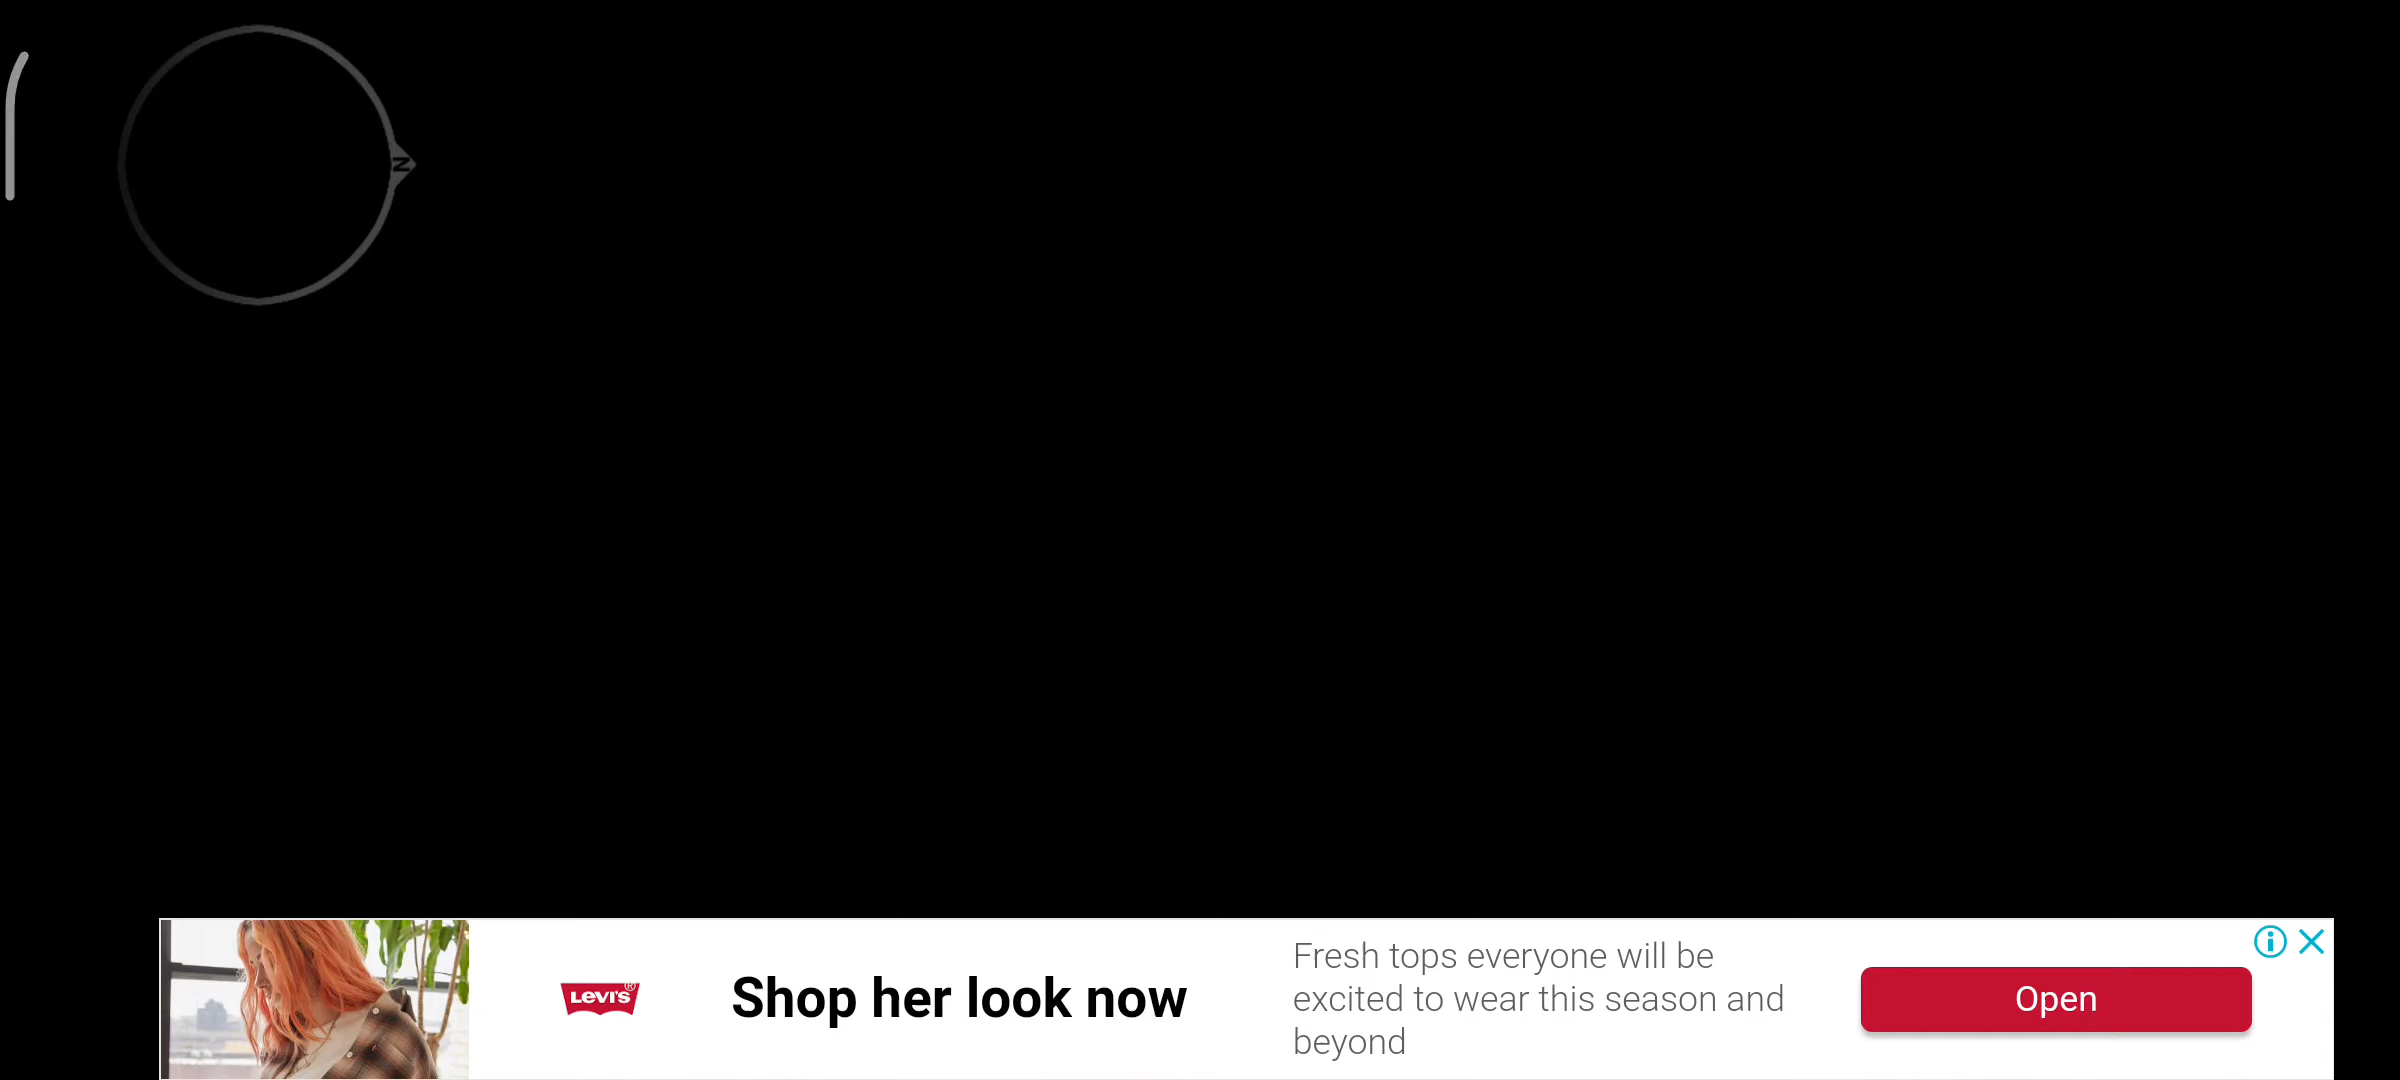 N
LEVI'S®
Shop her look now
Fresh tops everyone will be
excited to wear this season and
beyond
Open